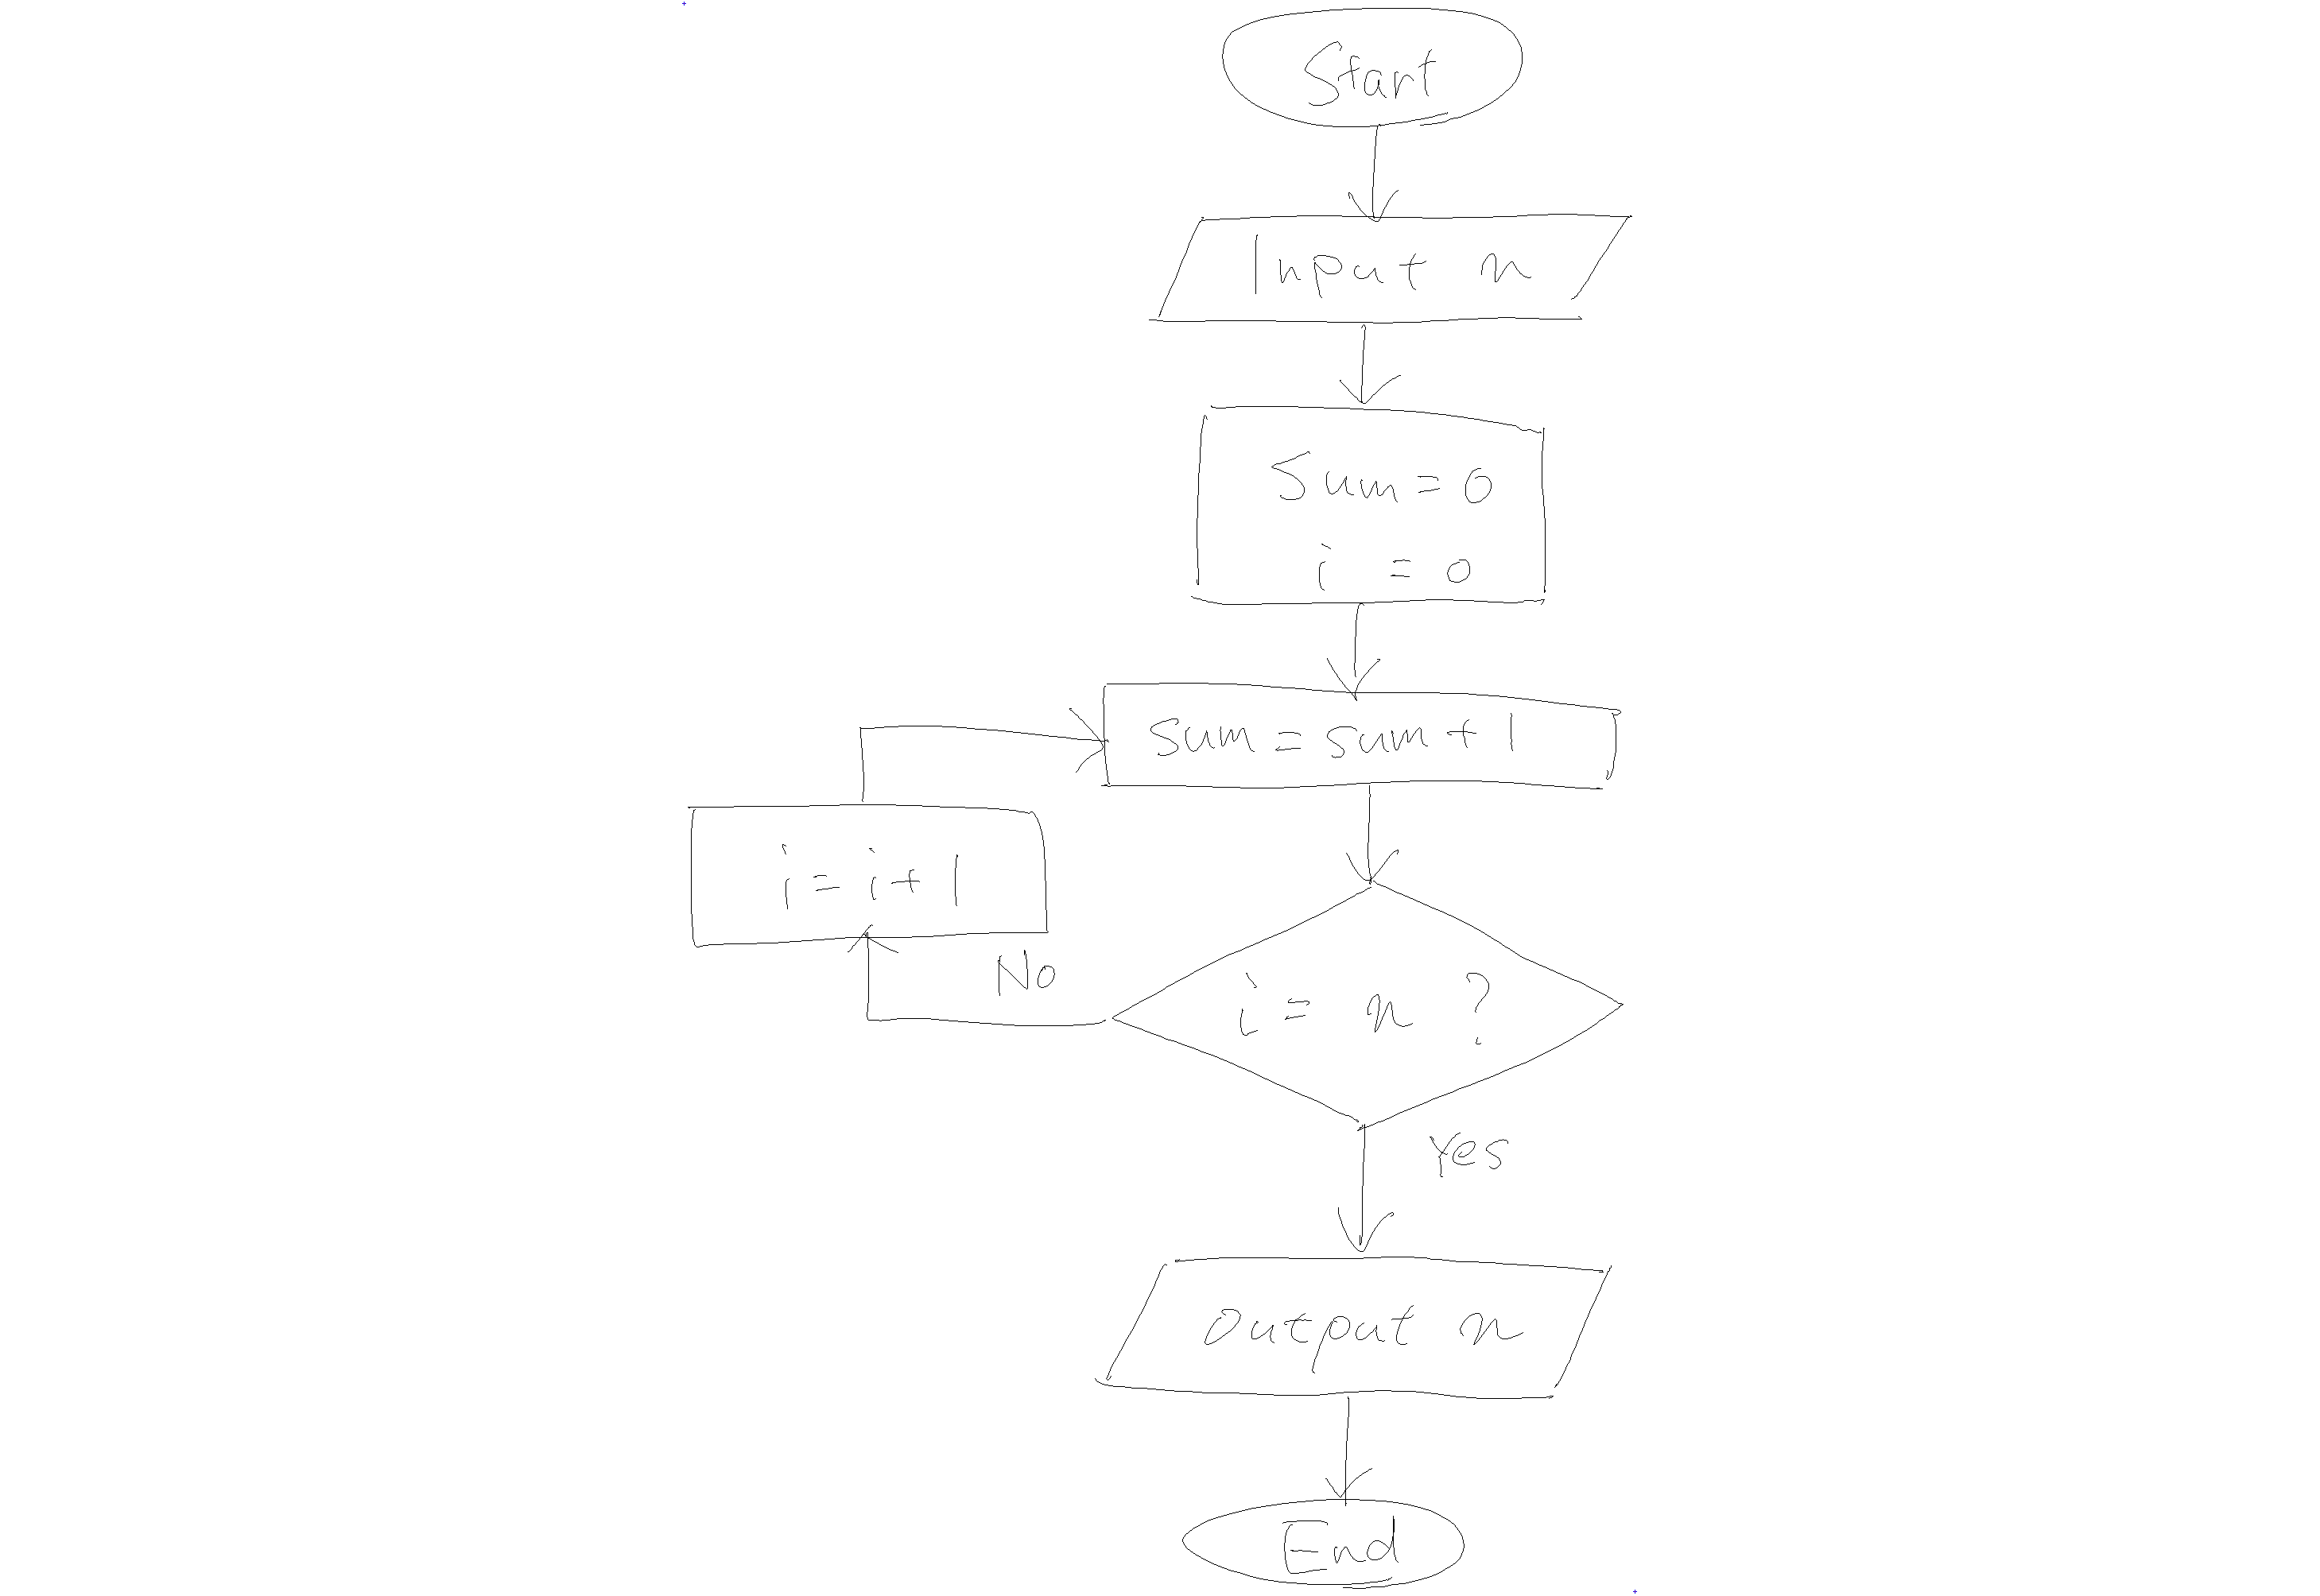 Start
Input n
Sum=0
i = 0
sum=sum+1
i=i+1
No
i= n ?
Yes
output n
End